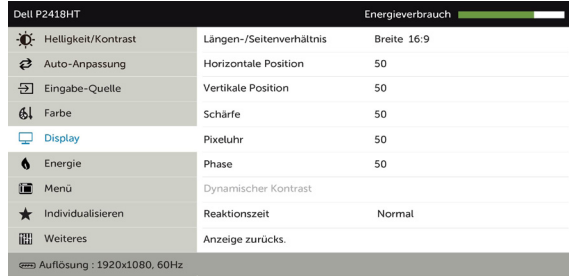 Dell P2418HT Energieverbrauch
Helligkeit/Kontrast Längen-/Seitenverhältnis Breite 16:9
Auto-Anpassung Horizontale Position 50
Eingabe-Quelle Vertikale Position 50
Farbe Schärfe 50
Display Pixeluhr 50
Energie Phase 50
Menü Dynamischer Kontrast
Individualisieren Reaktionszeit Normal
Weiteres Anzeige zurücks.
Auflösung : 1920x1080, 60Hz